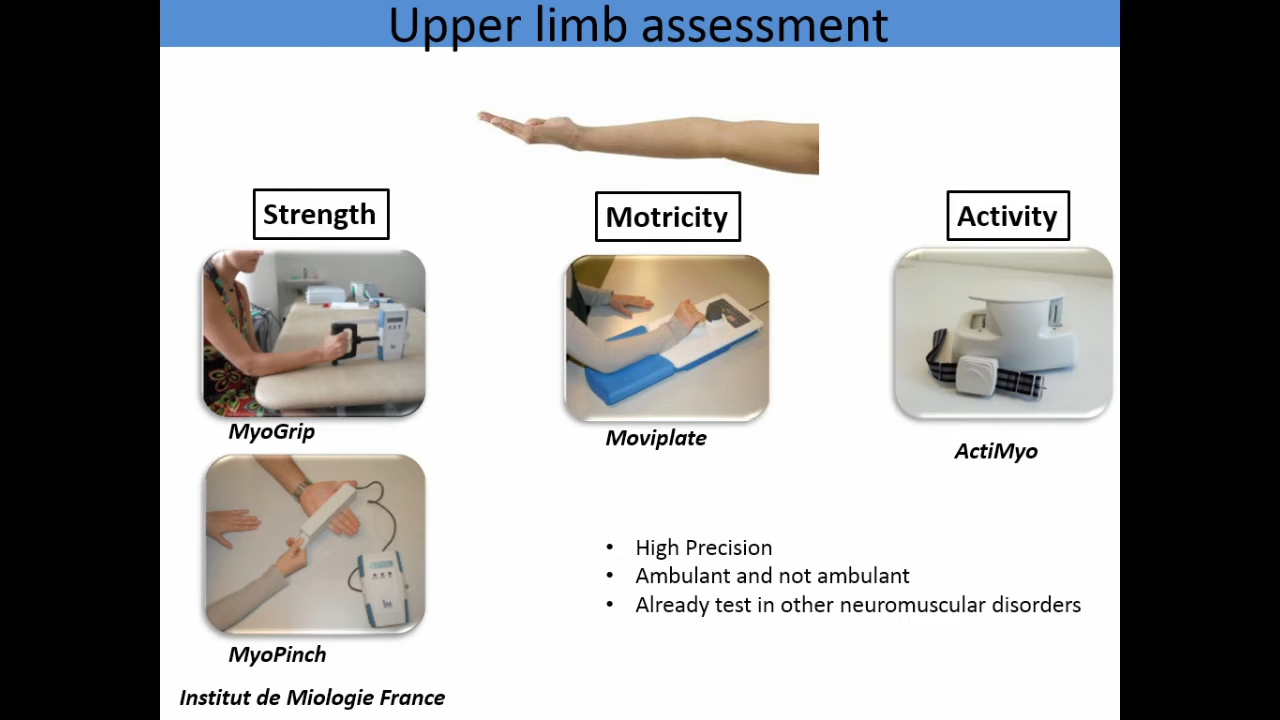 Upper limb assessment
Strength
Motricity
Activity
MyoGrip
Moviplate
ActiMyo
• High Precision
• Ambulant and not ambulant
• Already test in other neuromuscular disorders
MyoPinch
Institut de Miologie France